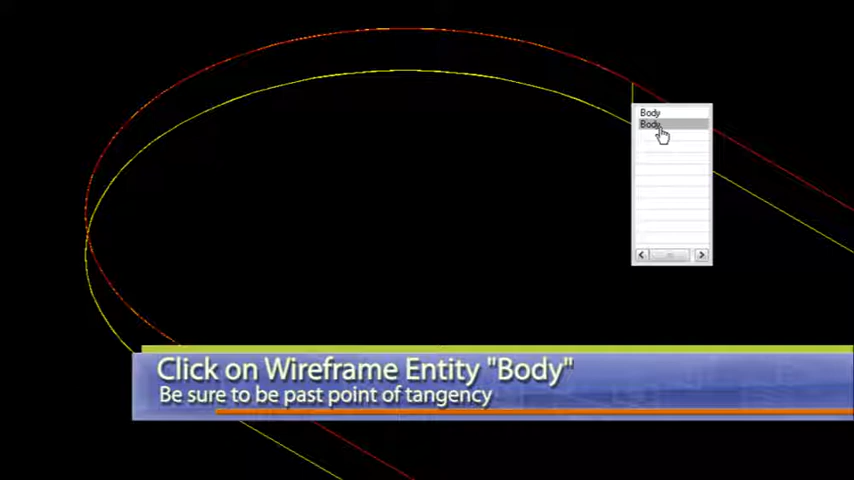 Body
Body
Click on Wireframe Entity "Body"
Be sure to be past point of tangency